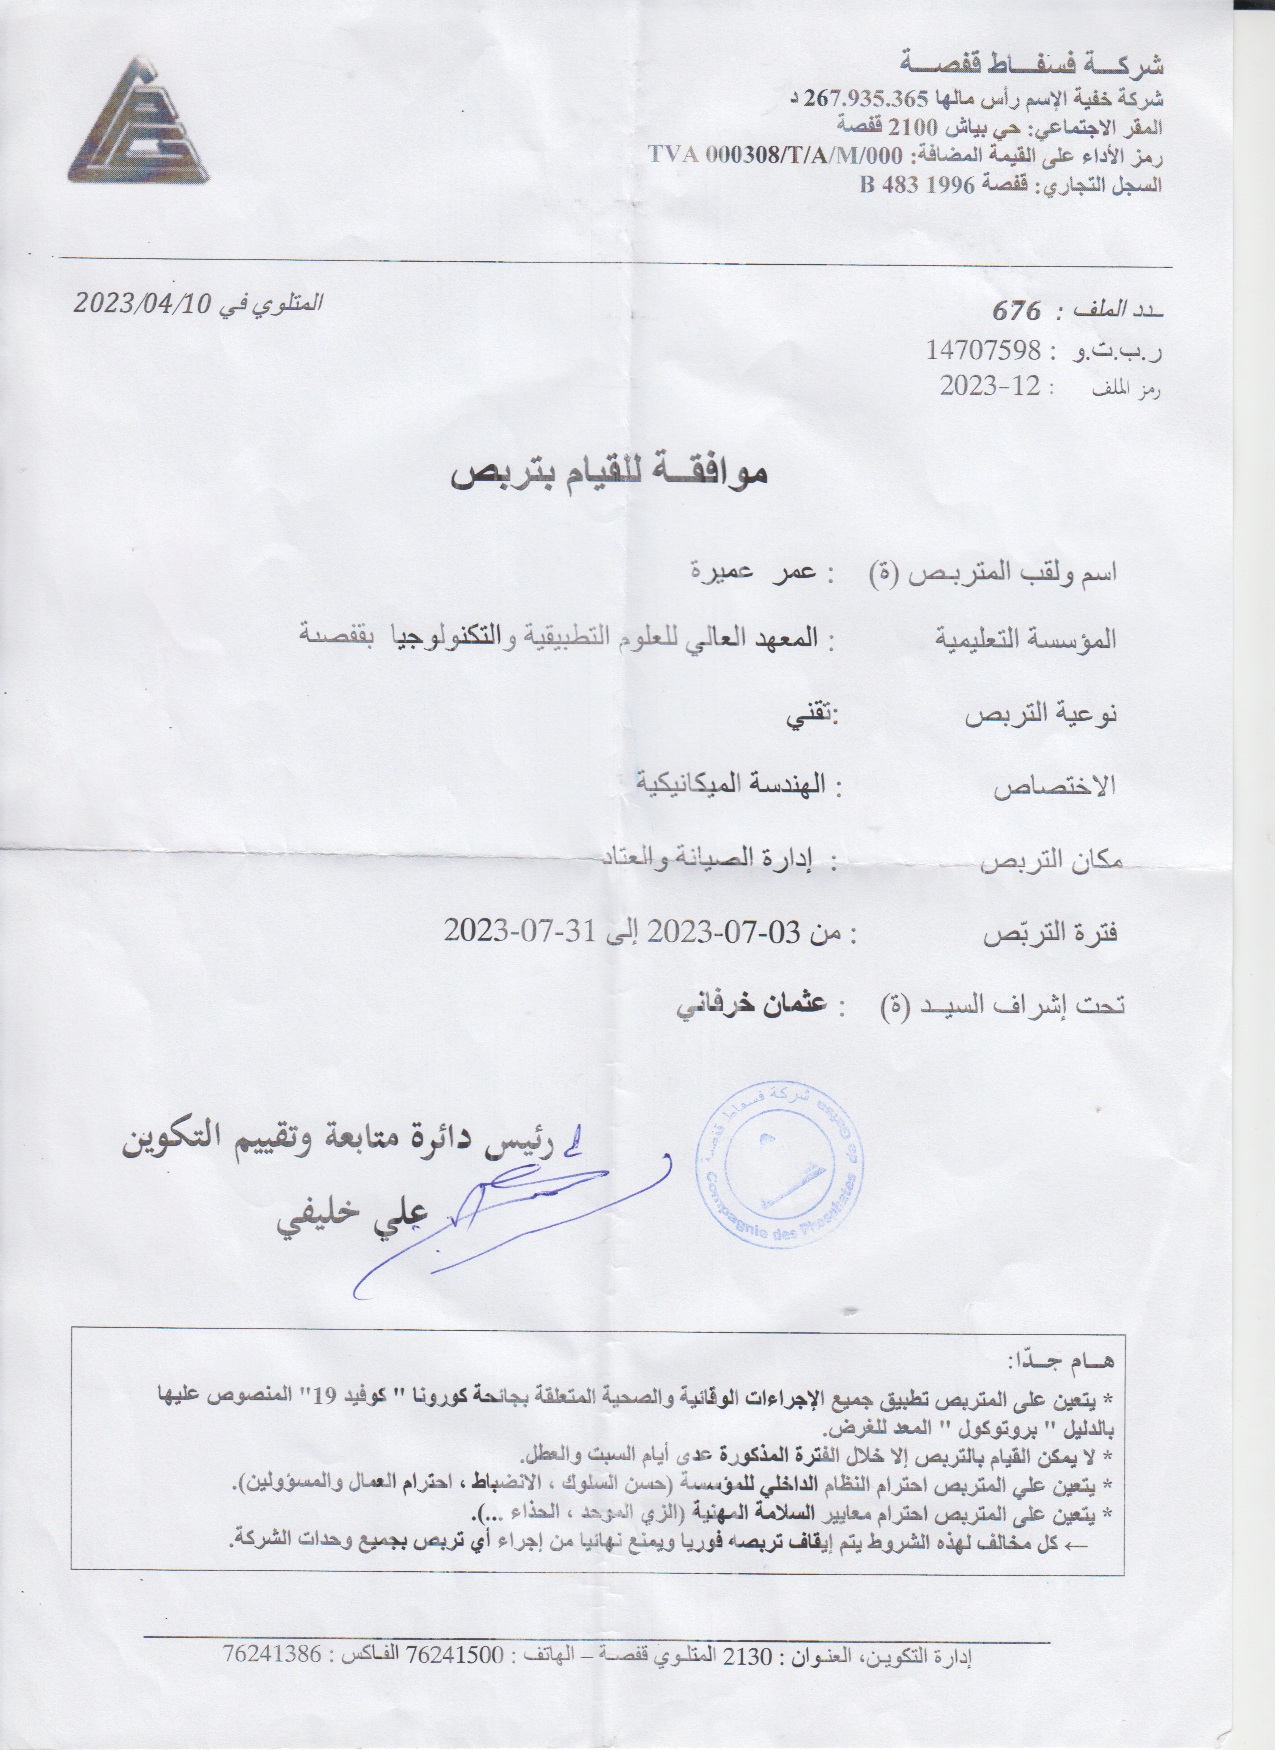 شركة فسفاط قفصة
شركة خفية الإسم رأس مالها 267.935.365 د
المقر الاجتماعي: حي بياش 2100 قفصة
رمز الأداء على القيمة المضافة: TVA 000308/T/A/M/000
السجل التجاري: قفصة B 483 1996
ـدد الملف : 676
المتلوي في 2023/04/10
ر.ب.ت.و : 14707598
رمز الملف : 12-2023
موافقة للقيام بتربص
اسم ولقب المتربص (ة) : عمر عميرة
المؤسسة التعليمية : المعهد العالي للعلوم التطبيقية والتكنولوجيا بقفصة
نوعية التربص :تقني
الاختصاص : الهندسة الميكانيكية
مكان التربص : إدارة الصيانة والعتاد
فترة التربّص : من 03-07-2023 إلى 31-07-2023
تحت إشراف السيد (ة) : عثمان خرفاني
رئيس دائرة متابعة وتقييم التكوين
علي خليفي
شركة فسفاط قفصة
Compagnie des Phosphates de Gafsa
هام جدّا:
* يتعين على المتربص تطبيق جميع الإجراءات الوقائية والصحية المتعلقة بجائحة كورونا " كوفيد 19" المنصوص عليها
بالدليل " بروتوكول " المعد للغرض.
* لا يمكن القيام بالتربص إلا خلال الفترة المذكورة عدى أيام السبت والعطل.
* يتعين علي المتربص احترام النظام الداخلي للمؤسسة (حسن السلوك ، الانضباط ، احترام العمال والمسؤولين).
* يتعين على المتربص احترام معايير السلامة المهنية (الزي الموحد ، الحذاء ...).
← كل مخالف لهذه الشروط يتم إيقاف تربصه فوريا ويمنع نهائيا من إجراء أي تربص بجميع وحدات الشركة.
إدارة التكوين، العنوان : 2130 المتلوي قفصة – الهاتف : 76241500 الفاكس : 76241386